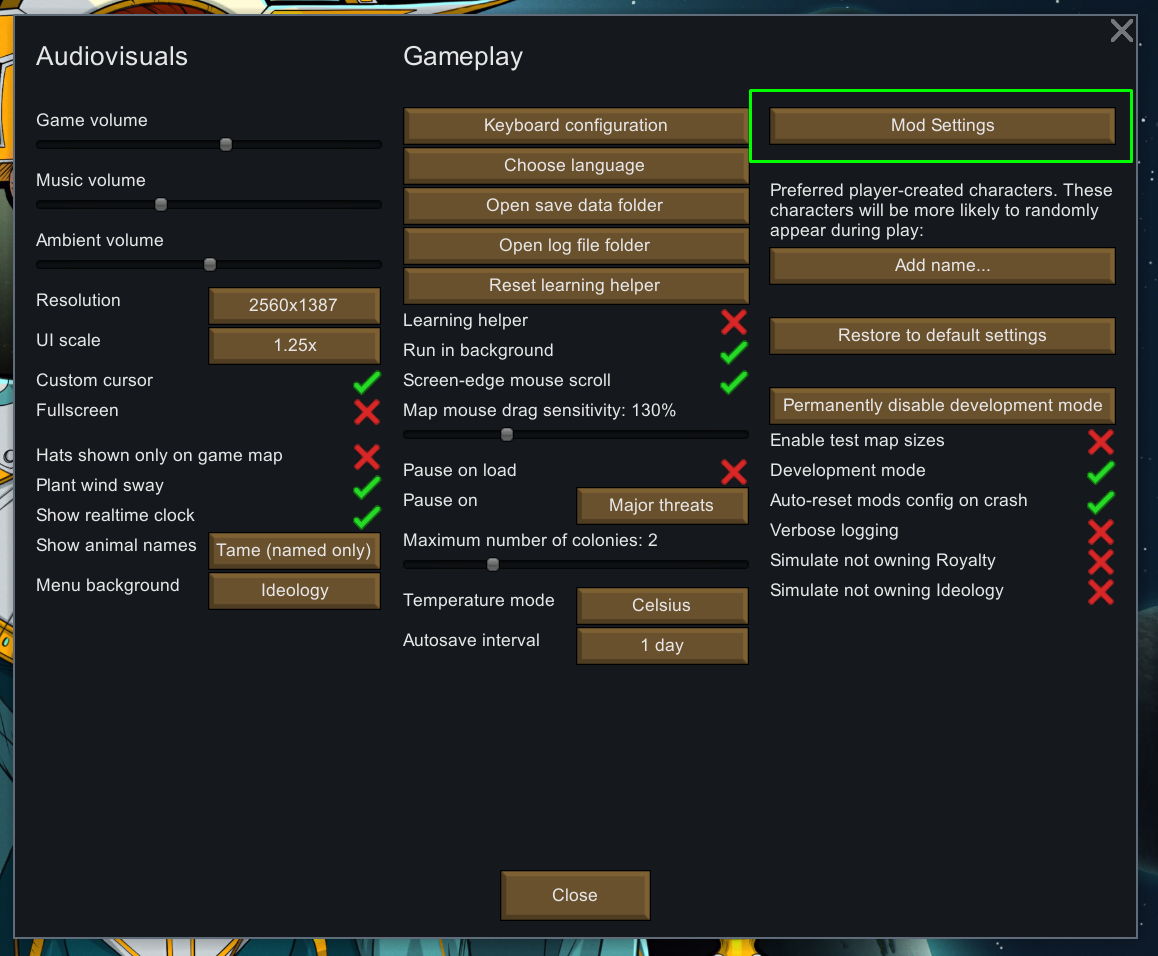 Audiovisuals
Game volume
Music volume
Ambient volume
Resolution
2560x1387
UI scale
1.25x
Custom cursor
Fullscreen
Hats shown only on game map
Plant wind sway
Show realtime clock
Show animal names
Tame (named only)
Menu background
Ideology
Gameplay
Keyboard configuration
Choose language
Open save data folder
Open log file folder
Reset learning helper
Learning helper
Run in background
Screen-edge mouse scroll
Map mouse drag sensitivity: 130%
Pause on load
Pause on
Major threats
Maximum number of colonies: 2
Temperature mode
Celsius
Autosave interval
1 day
Mod Settings
Preferred player-created characters. These
characters will be more likely to randomly
appear during play:
Add name...
Restore to default settings
Permanently disable development mode
Enable test map sizes
Development mode
Auto-reset mods config on crash
Verbose logging
Simulate not owning Royalty
Simulate not owning Ideology
Close